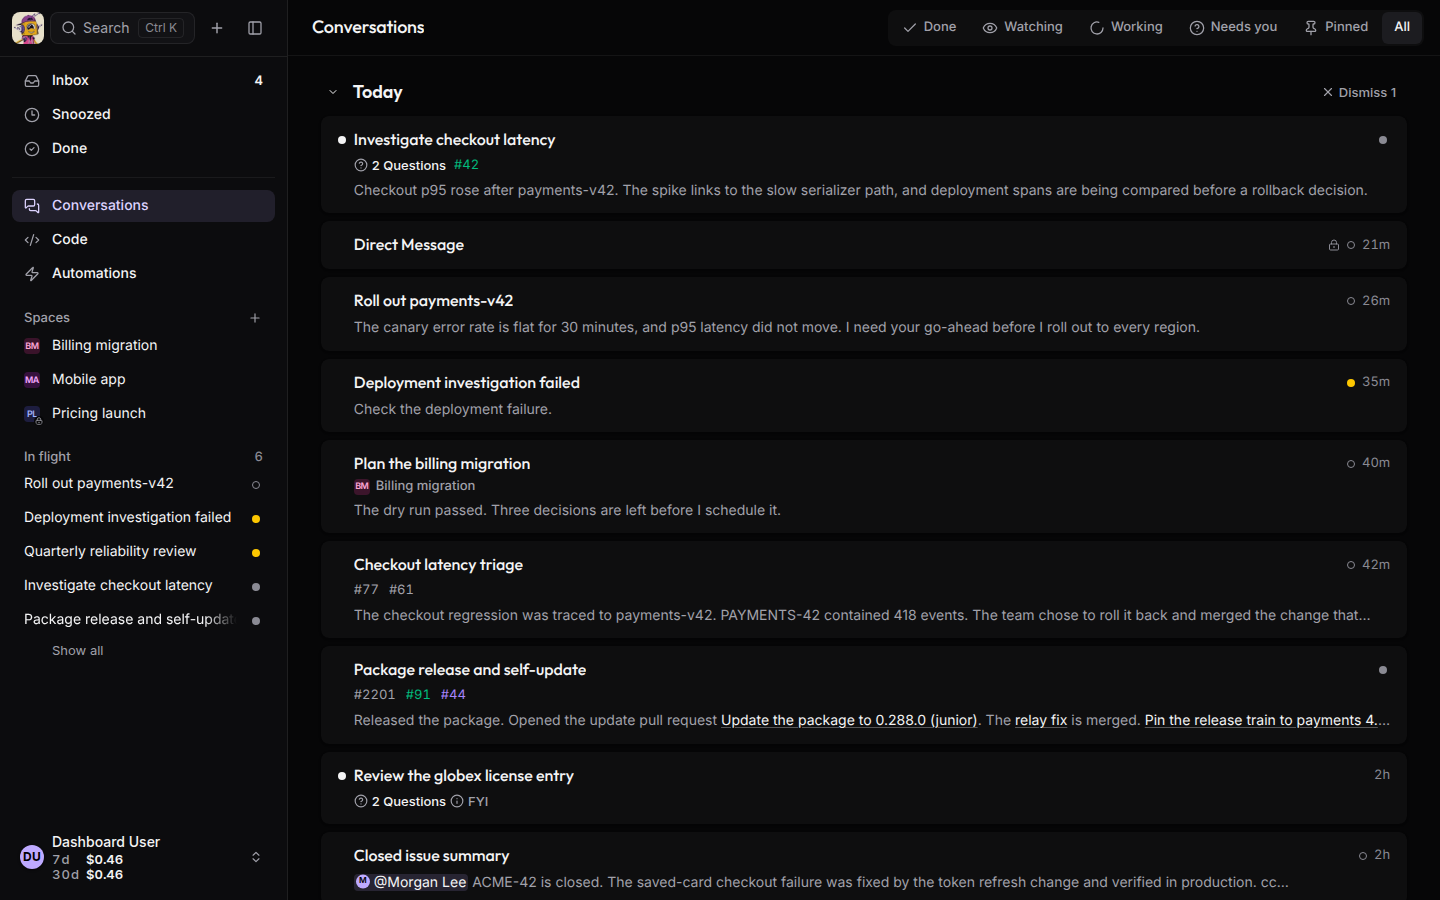 Search Ctrl K
Inbox 4
Snoozed
Done
Conversations
Code
Automations
Spaces
BM Billing migration
MA Mobile app
PL Pricing launch
In flight 6
Roll out payments-v42
Deployment investigation failed
Quarterly reliability review
Investigate checkout latency
Package release and self-updat
Show all
DU Dashboard User
7d $0.46
30d $0.46
Conversations
Done Watching Working Needs you Pinned All
Today Dismiss 1
Investigate checkout latency
2 Questions #42
Checkout p95 rose after payments-v42. The spike links to the slow serializer path, and deployment spans are being compared before a rollback decision.
Direct Message 21m
Roll out payments-v42 26m
The canary error rate is flat for 30 minutes, and p95 latency did not move. I need your go-ahead before I roll out to every region.
Deployment investigation failed 35m
Check the deployment failure.
Plan the billing migration 40m
BM Billing migration
The dry run passed. Three decisions are left before I schedule it.
Checkout latency triage 42m
#77 #61
The checkout regression was traced to payments-v42. PAYMENTS-42 contained 418 events. The team chose to roll it back and merged the change that...
Package release and self-update
#2201 #91 #44
Released the package. Opened the update pull request Update the package to 0.288.0 (junior). The relay fix is merged. Pin the release train to payments 4....
Review the globex license entry 2h
2 Questions FYI
Closed issue summary 2h
M @Morgan Lee ACME-42 is closed. The saved-card checkout failure was fixed by the token refresh change and verified in production. cc...